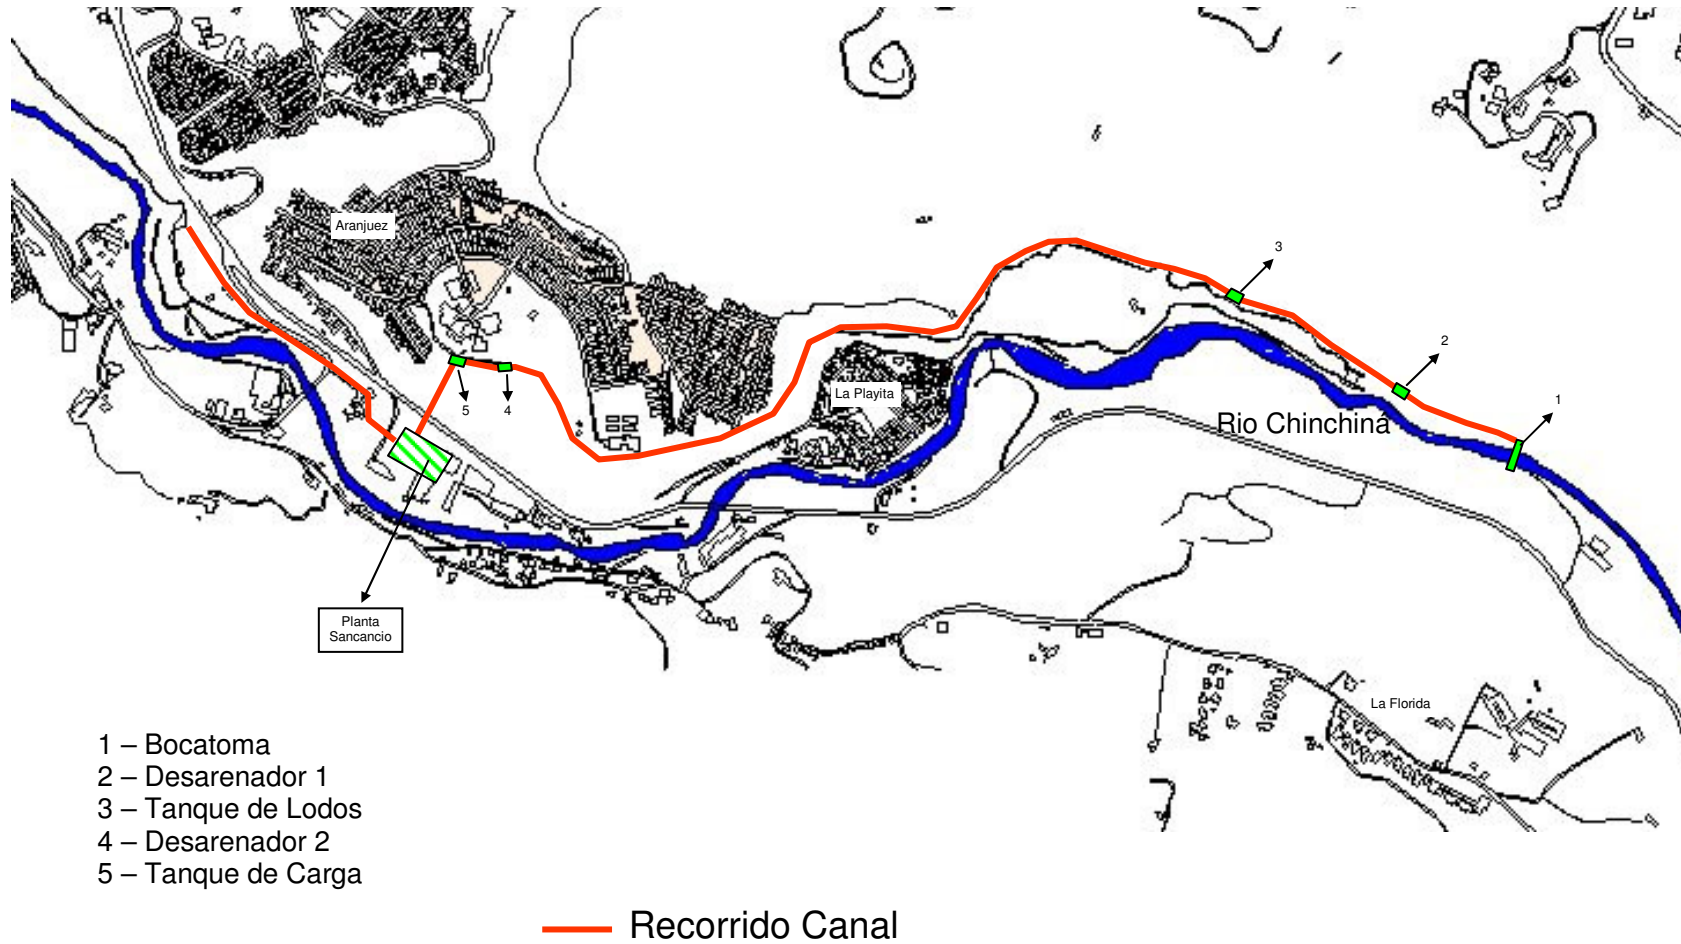 Aranjuez
3
2
La Playita
5
4
1
Rio Chinchina
Planta
Sancancio
La Florida
1 – Bocatoma
2 – Desarenador 1
3 – Tanque de Lodos
4 – Desarenador 2
5 – Tanque de Carga
Recorrido Canal